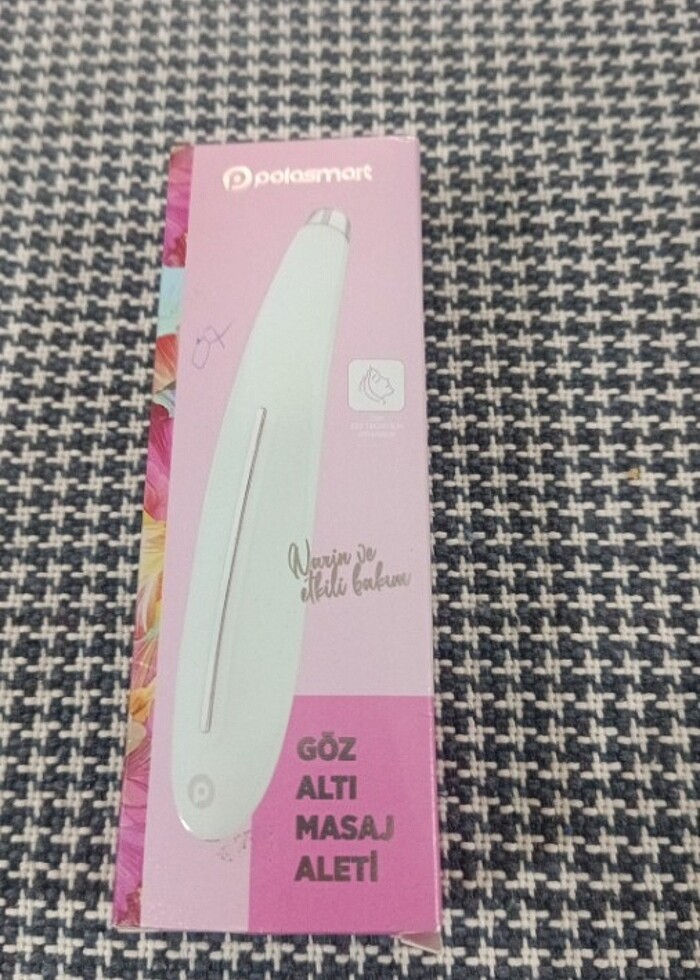 polosmart
Narin ve
etkili bakım
GÖZ
ALTI
MASAJ
ALETİ